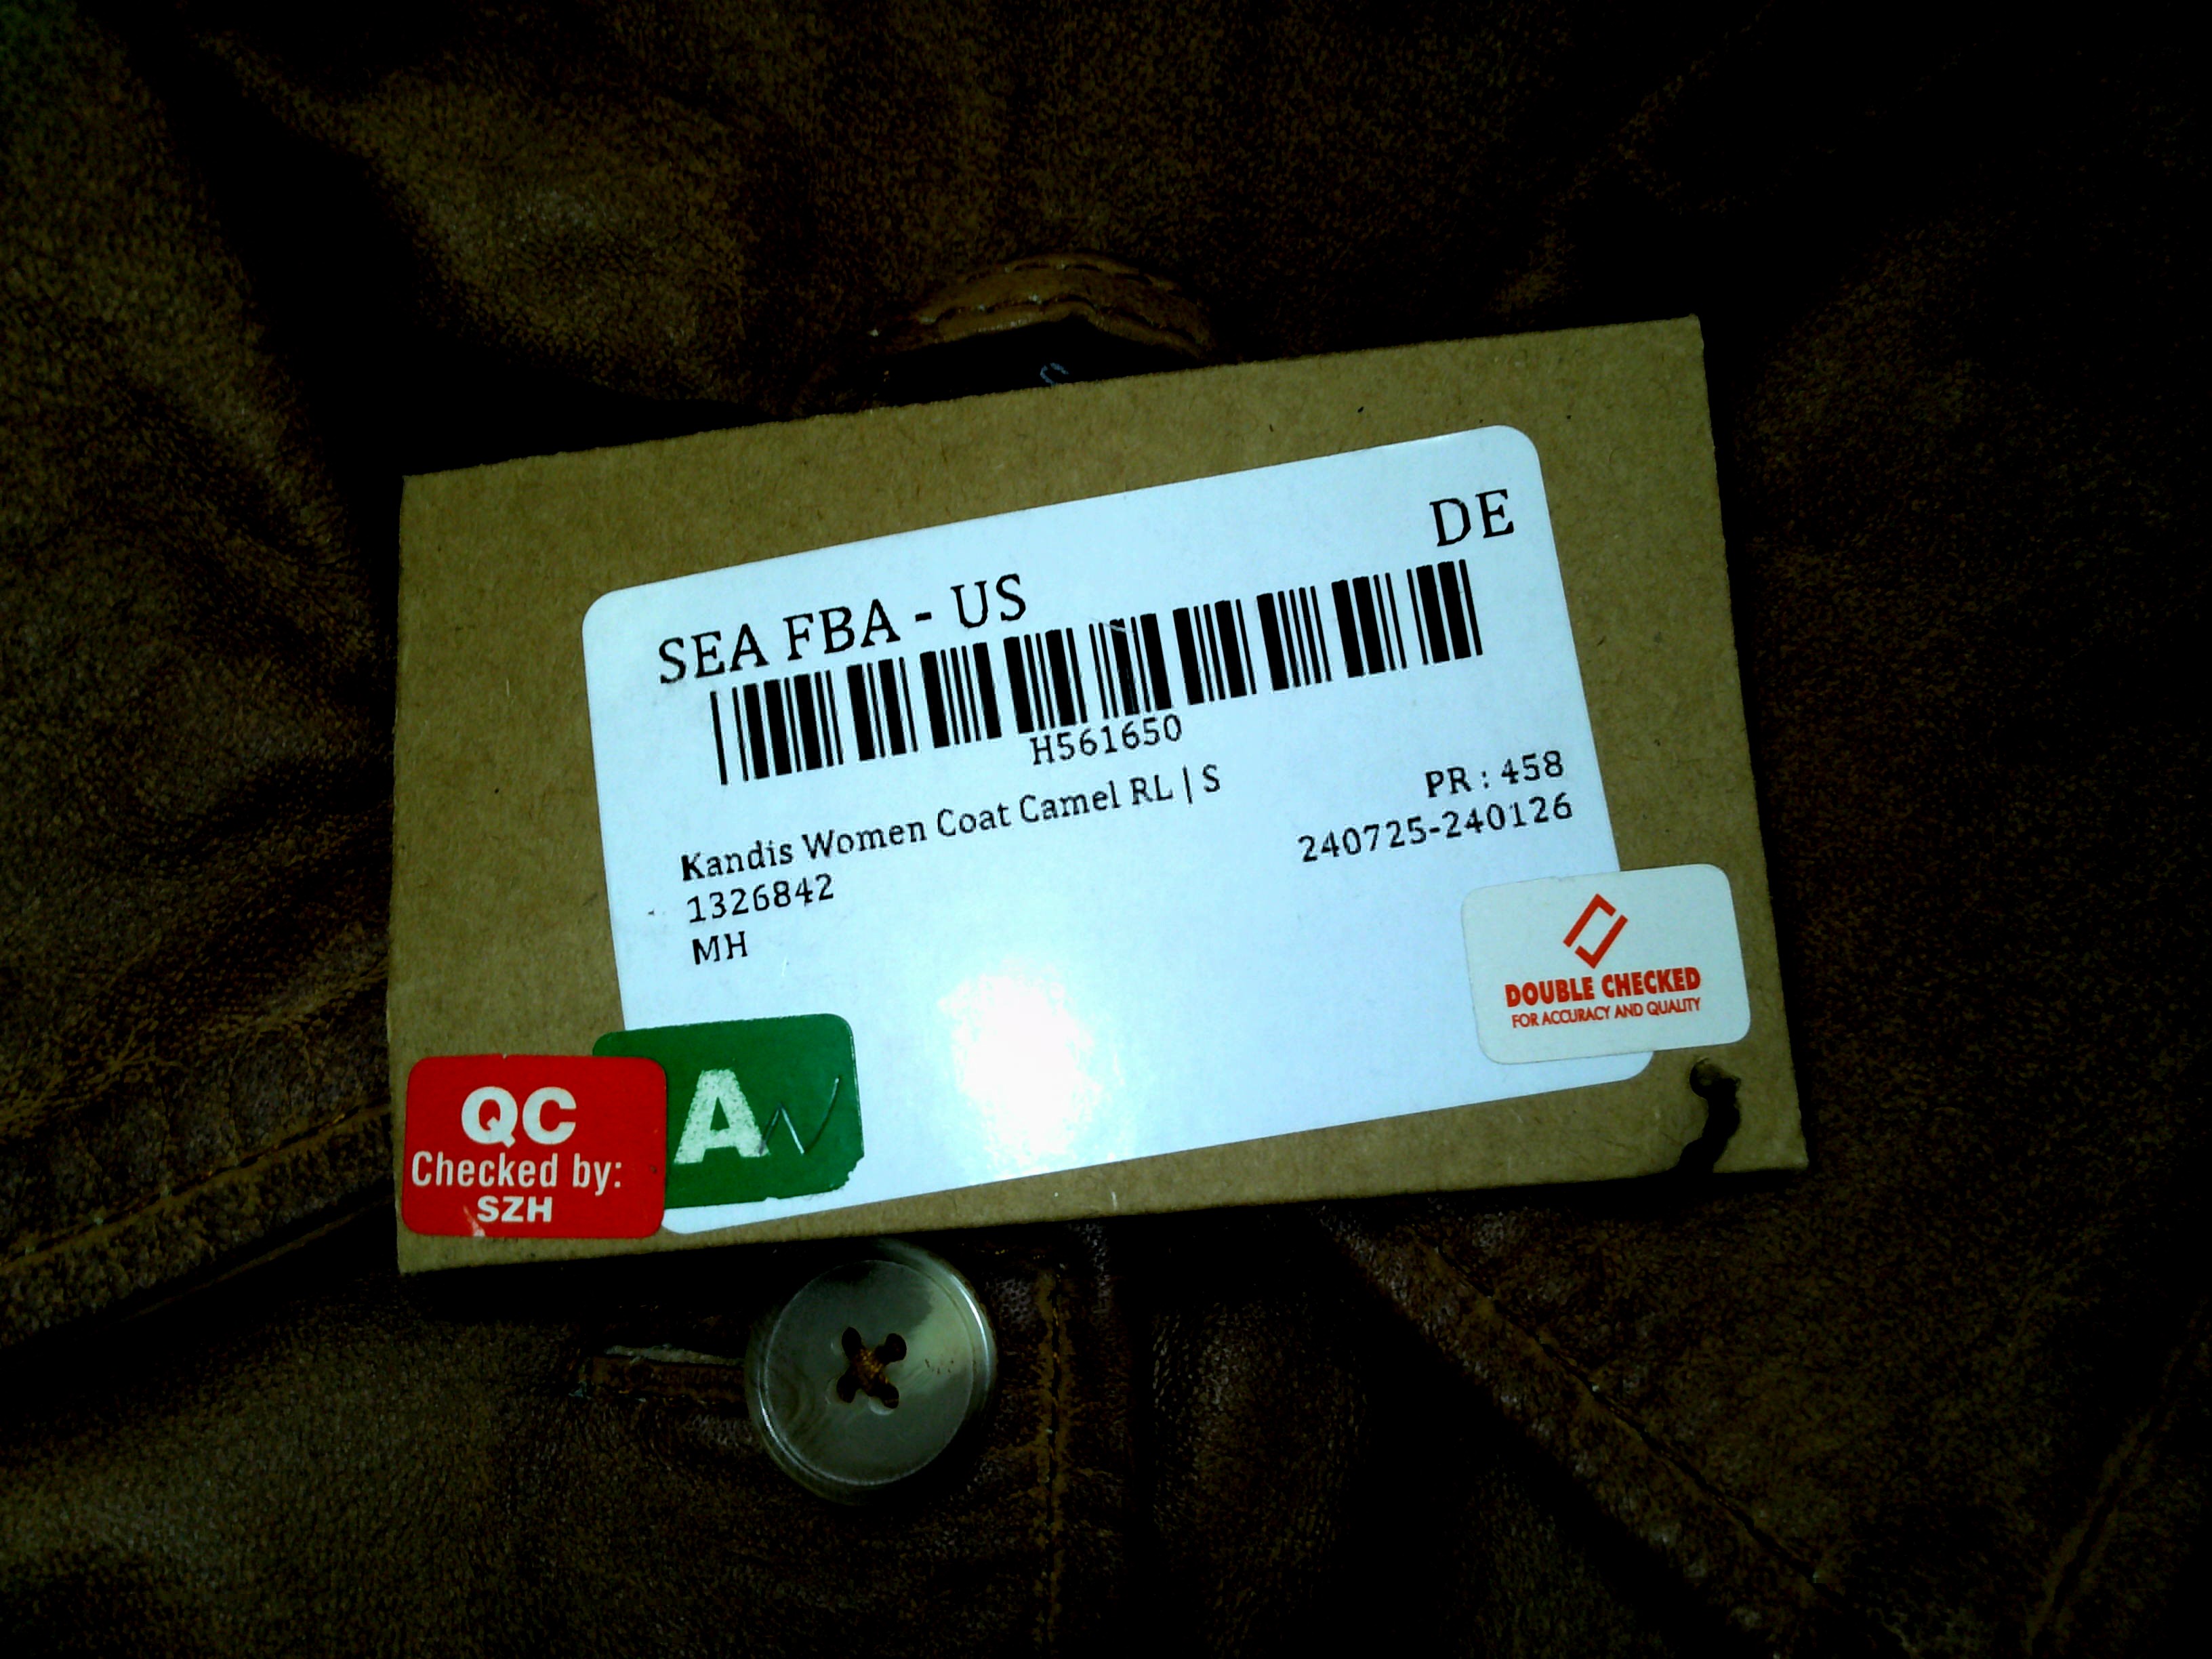 DE
SEA FBA - US
H561650
Kandis Women Coat Camel RL | S
PR : 458
1326842
240725-240126
MH
DOUBLE CHECKED
FOR ACCURACY AND QUALITY
A
QC
Checked by:
SZH